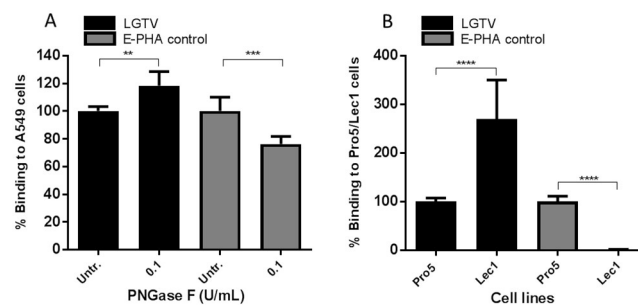 A
LGTV
E-PHA control
% Binding to A549 cells
140
120
100
80
60
40
20
0
**
***
Untr.
0.1
Untr.
0.1
PNGase F (U/mL)
B
LGTV
E-PHA control
% Binding to Pro5/Lec1 cells
400
300
200
100
0
****
****
Pro5
Lec1
Pro5
Lec1
Cell lines